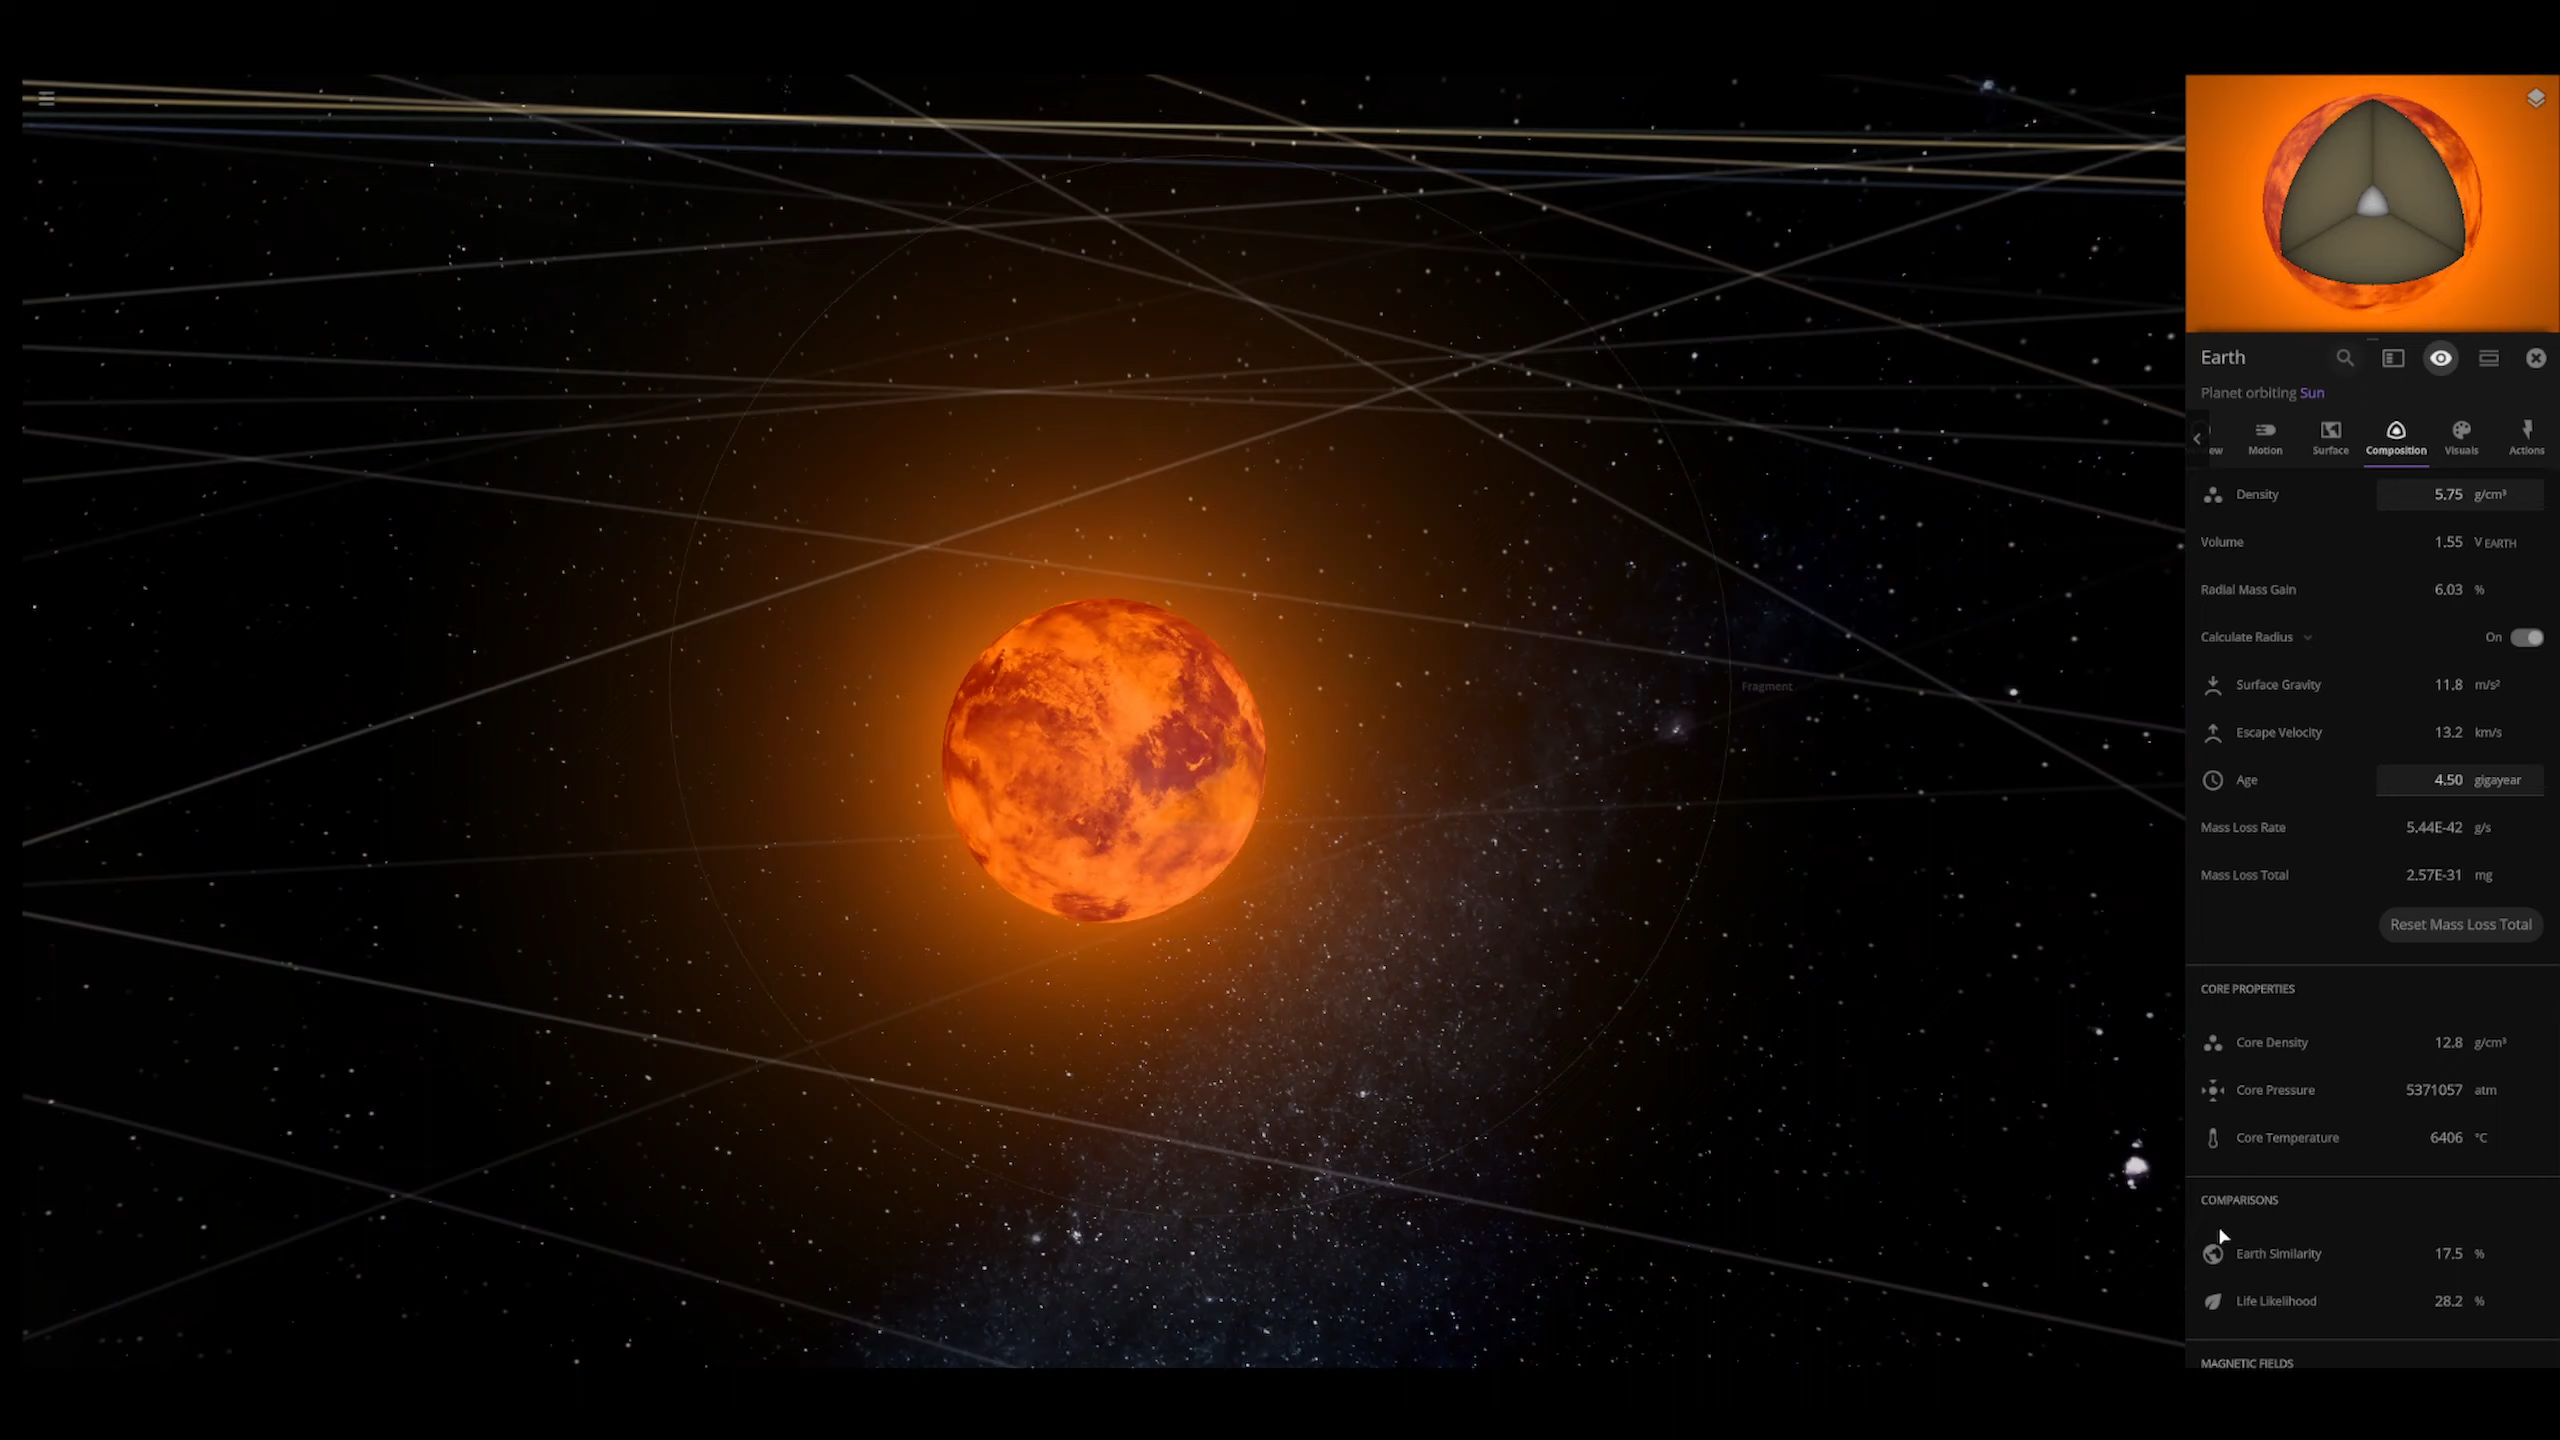 Earth
Planet orbiting Sun
ew Motion Surface Composition Visuals Actions
Density 5.75 g/cm³
Volume 1.55 V EARTH
Radial Mass Gain 6.03 %
Calculate Radius On
Surface Gravity 11.8 m/s²
Fragment
Escape Velocity 13.2 km/s
Age 4.50 gigayear
Mass Loss Rate 5.44E-42 g/s
Mass Loss Total 2.57E-31 mg
Reset Mass Loss Total
CORE PROPERTIES
Core Density 12.8 g/cm³
Core Pressure 5371057 atm
Core Temperature 6406 °C
COMPARISONS
Earth Similarity 17.5 %
Life Likelihood 28.2 %
MAGNETIC FIELDS